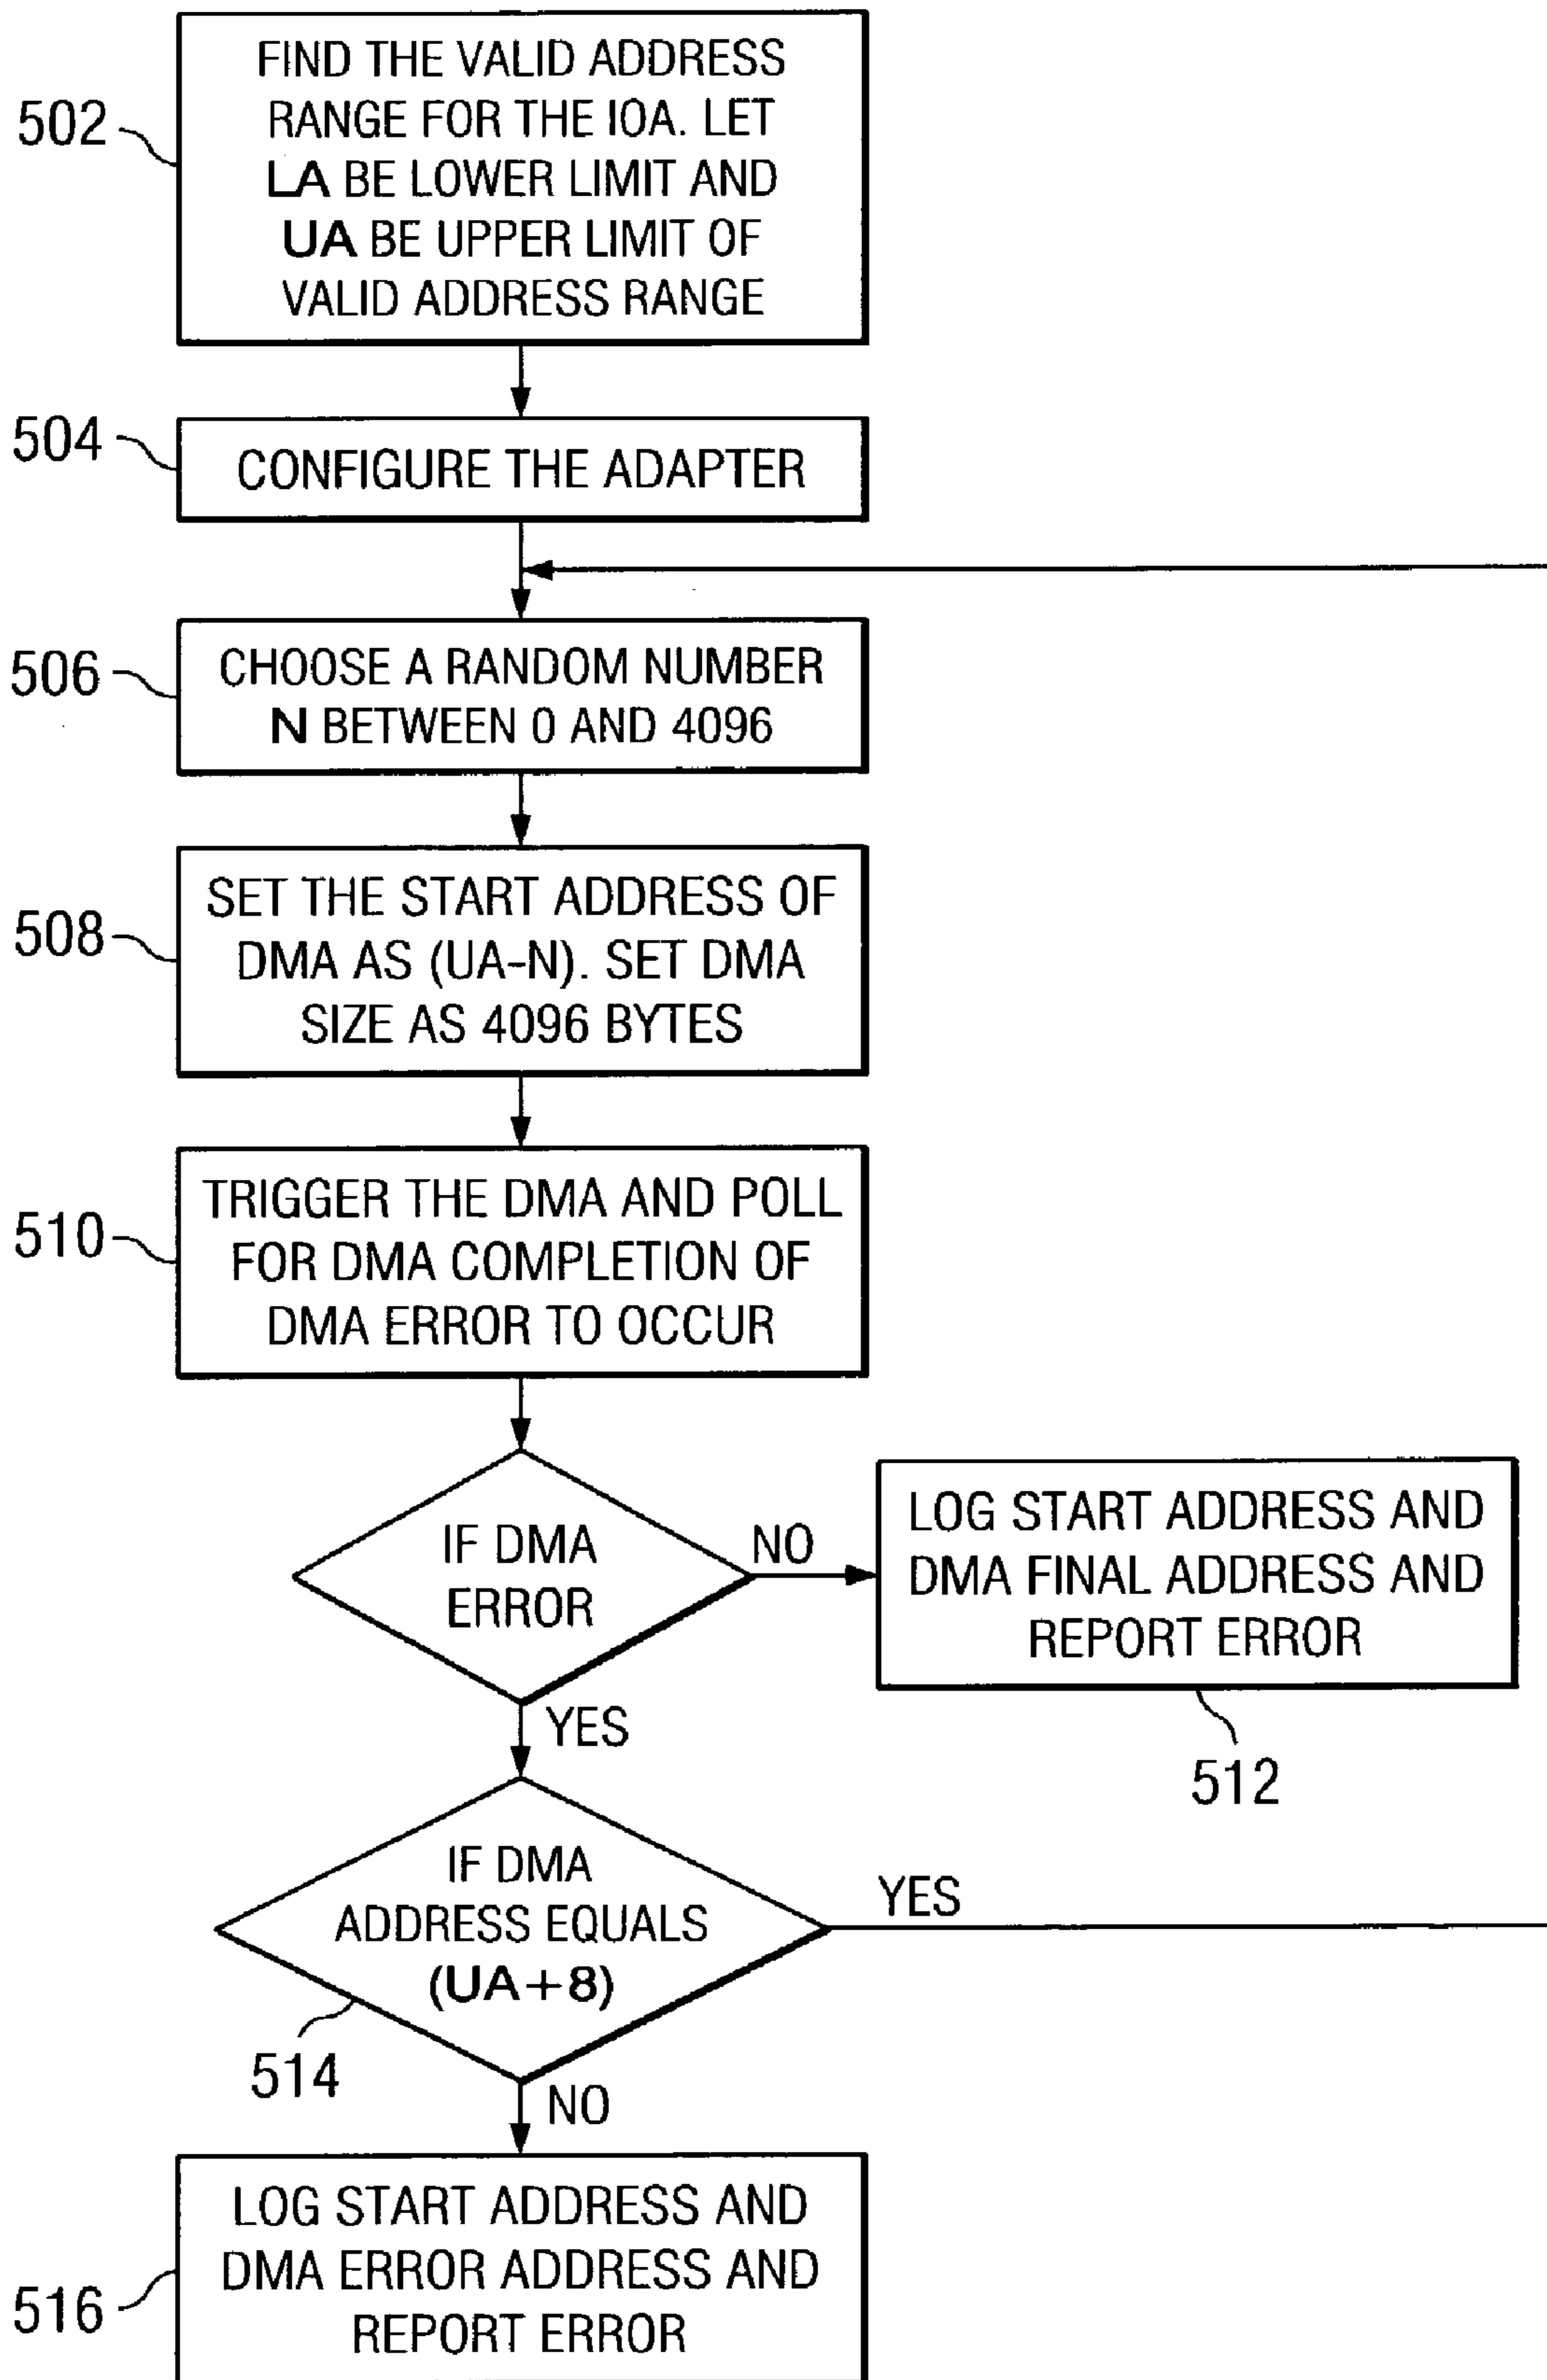 502
FIND THE VALID ADDRESS
RANGE FOR THE IOA. LET
LA BE LOWER LIMIT AND
UA BE UPPER LIMIT OF
VALID ADDRESS RANGE
504
CONFIGURE THE ADAPTER
506
CHOOSE A RANDOM NUMBER
N BETWEEN 0 AND 4096
508
SET THE START ADDRESS OF
DMA AS (UA-N). SET DMA
SIZE AS 4096 BYTES
510
TRIGGER THE DMA AND POLL
FOR DMA COMPLETION OF
DMA ERROR TO OCCUR
IF DMA
ERROR
NO
LOG START ADDRESS AND
DMA FINAL ADDRESS AND
REPORT ERROR
512
YES
IF DMA
ADDRESS EQUALS
(UA+8)
YES
514
NO
516
LOG START ADDRESS AND
DMA ERROR ADDRESS AND
REPORT ERROR